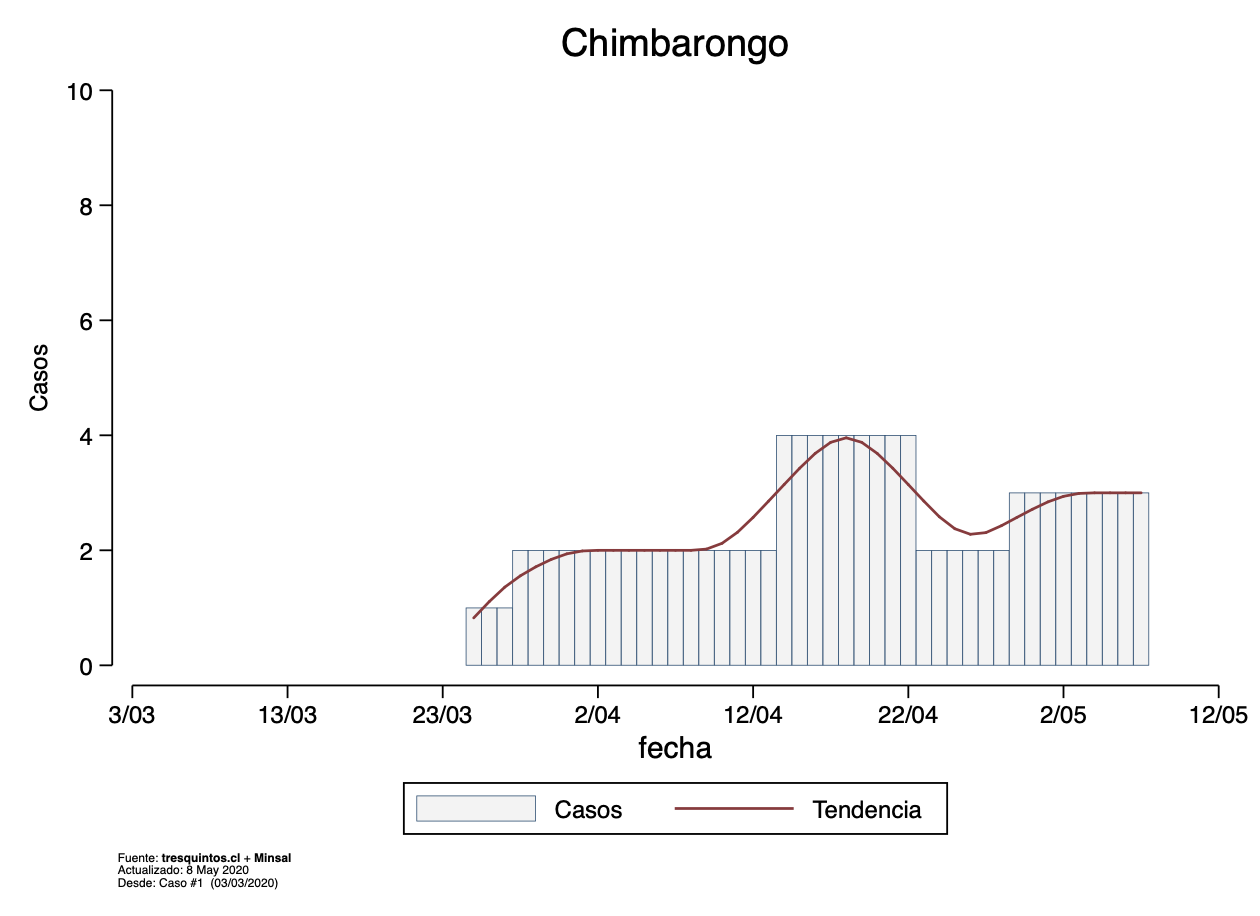 Chimbarongo
10
8
6
4
2
0
Casos
3/03 13/03 23/03 2/04 12/04 22/04 2/05 12/05
fecha
Casos Tendencia
Fuente: tresquintos.cl + Minsal
Actualizado: 8 May 2020
Desde: Caso #1 (03/03/2020)